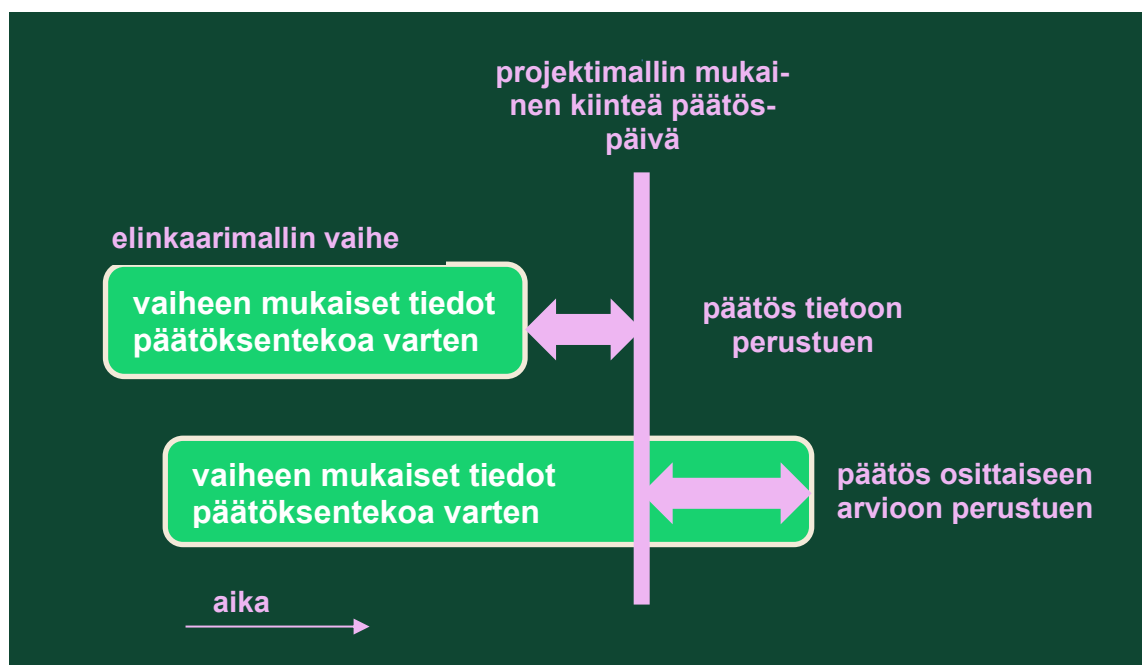 projektimallin mukai-
nen kiinteä päätös-
päivä
elinkaarimallin vaihe
vaiheen mukaiset tiedot
päätöksentekoa varten
päätös tietoon
perustuen
vaiheen mukaiset tiedot
päätöksentekoa varten
päätös osittaiseen
arvioon perustuen
aika